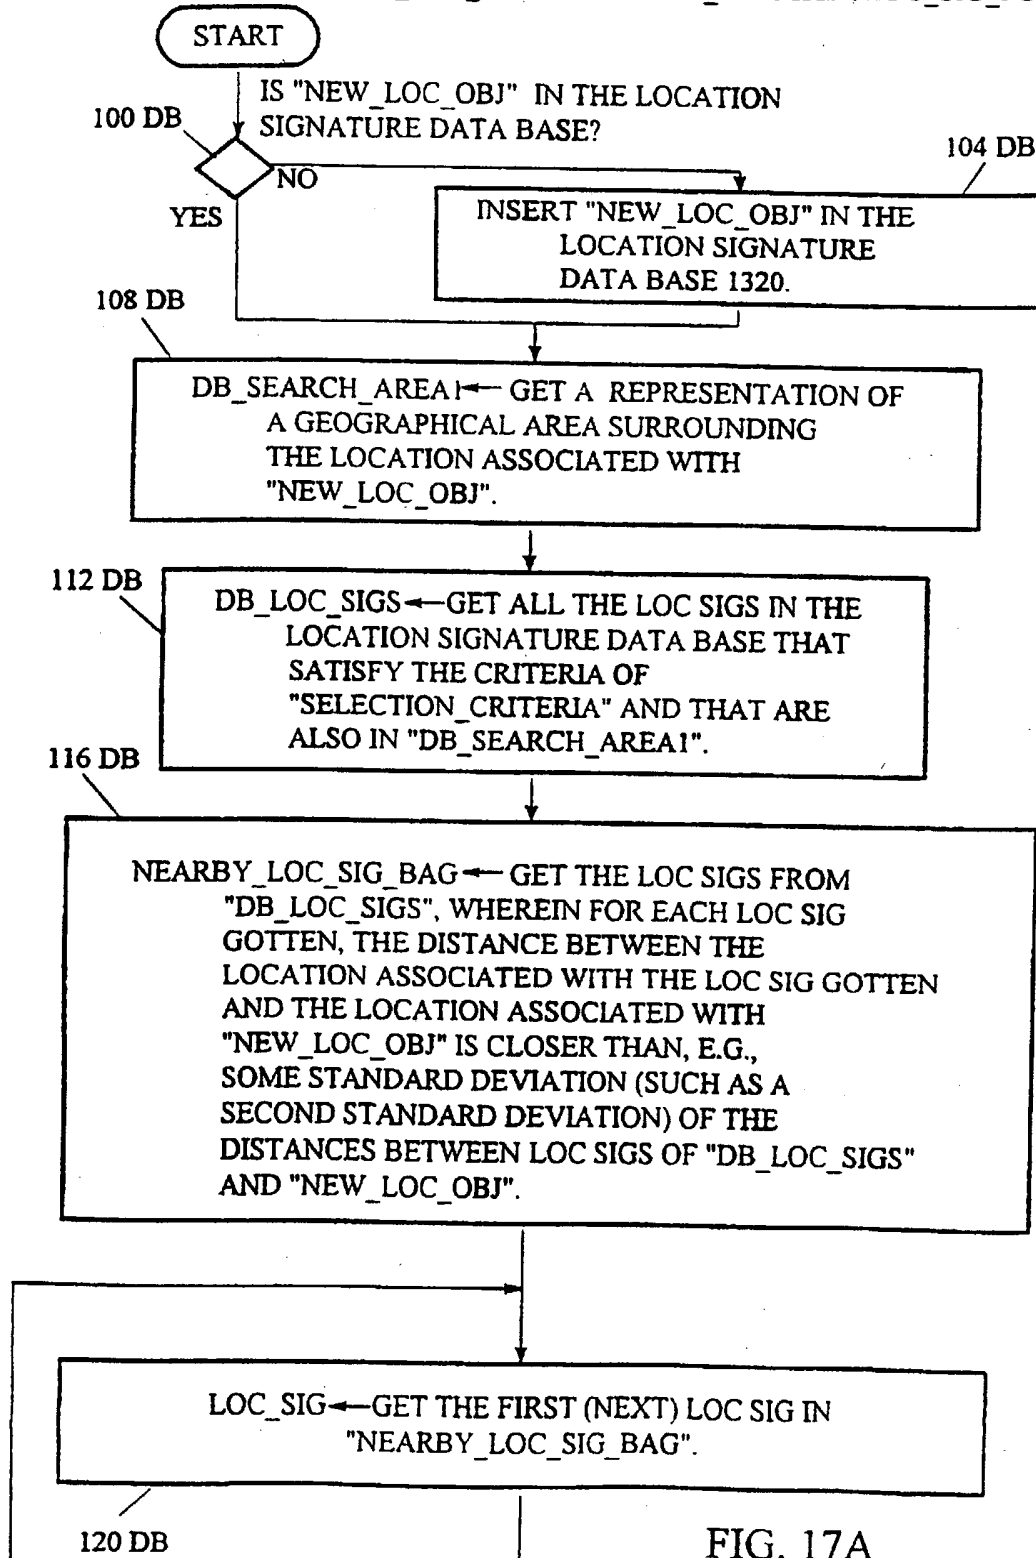 START
IS "NEW_LOC_OBJ" IN THE LOCATION
SIGNATURE DATA BASE?
100 DB
NO
YES
104 DB
INSERT "NEW_LOC_OBJ" IN THE
LOCATION SIGNATURE
DATA BASE 1320.
108 DB
DB_SEARCH_AREA1← GET A REPRESENTATION OF
A GEOGRAPHICAL AREA SURROUNDING
THE LOCATION ASSOCIATED WITH
"NEW_LOC_OBJ".
112 DB
DB_LOC_SIGS←GET ALL THE LOC SIGS IN THE
LOCATION SIGNATURE DATA BASE THAT
SATISFY THE CRITERIA OF
"SELECTION_CRITERIA" AND THAT ARE
ALSO IN "DB_SEARCH_AREA1".
116 DB
NEARBY_LOC_SIG_BAG← GET THE LOC SIGS FROM
"DB_LOC_SIGS", WHEREIN FOR EACH LOC SIG
GOTTEN, THE DISTANCE BETWEEN THE
LOCATION ASSOCIATED WITH THE LOC SIG GOTTEN
AND THE LOCATION ASSOCIATED WITH
"NEW_LOC_OBJ" IS CLOSER THAN, E.G.,
SOME STANDARD DEVIATION (SUCH AS A
SECOND STANDARD DEVIATION) OF THE
DISTANCES BETWEEN LOC SIGS OF "DB_LOC_SIGS"
AND "NEW_LOC_OBJ".
LOC_SIG←GET THE FIRST (NEXT) LOC SIG IN
"NEARBY_LOC_SIG_BAG".
120 DB
FIG. 17A